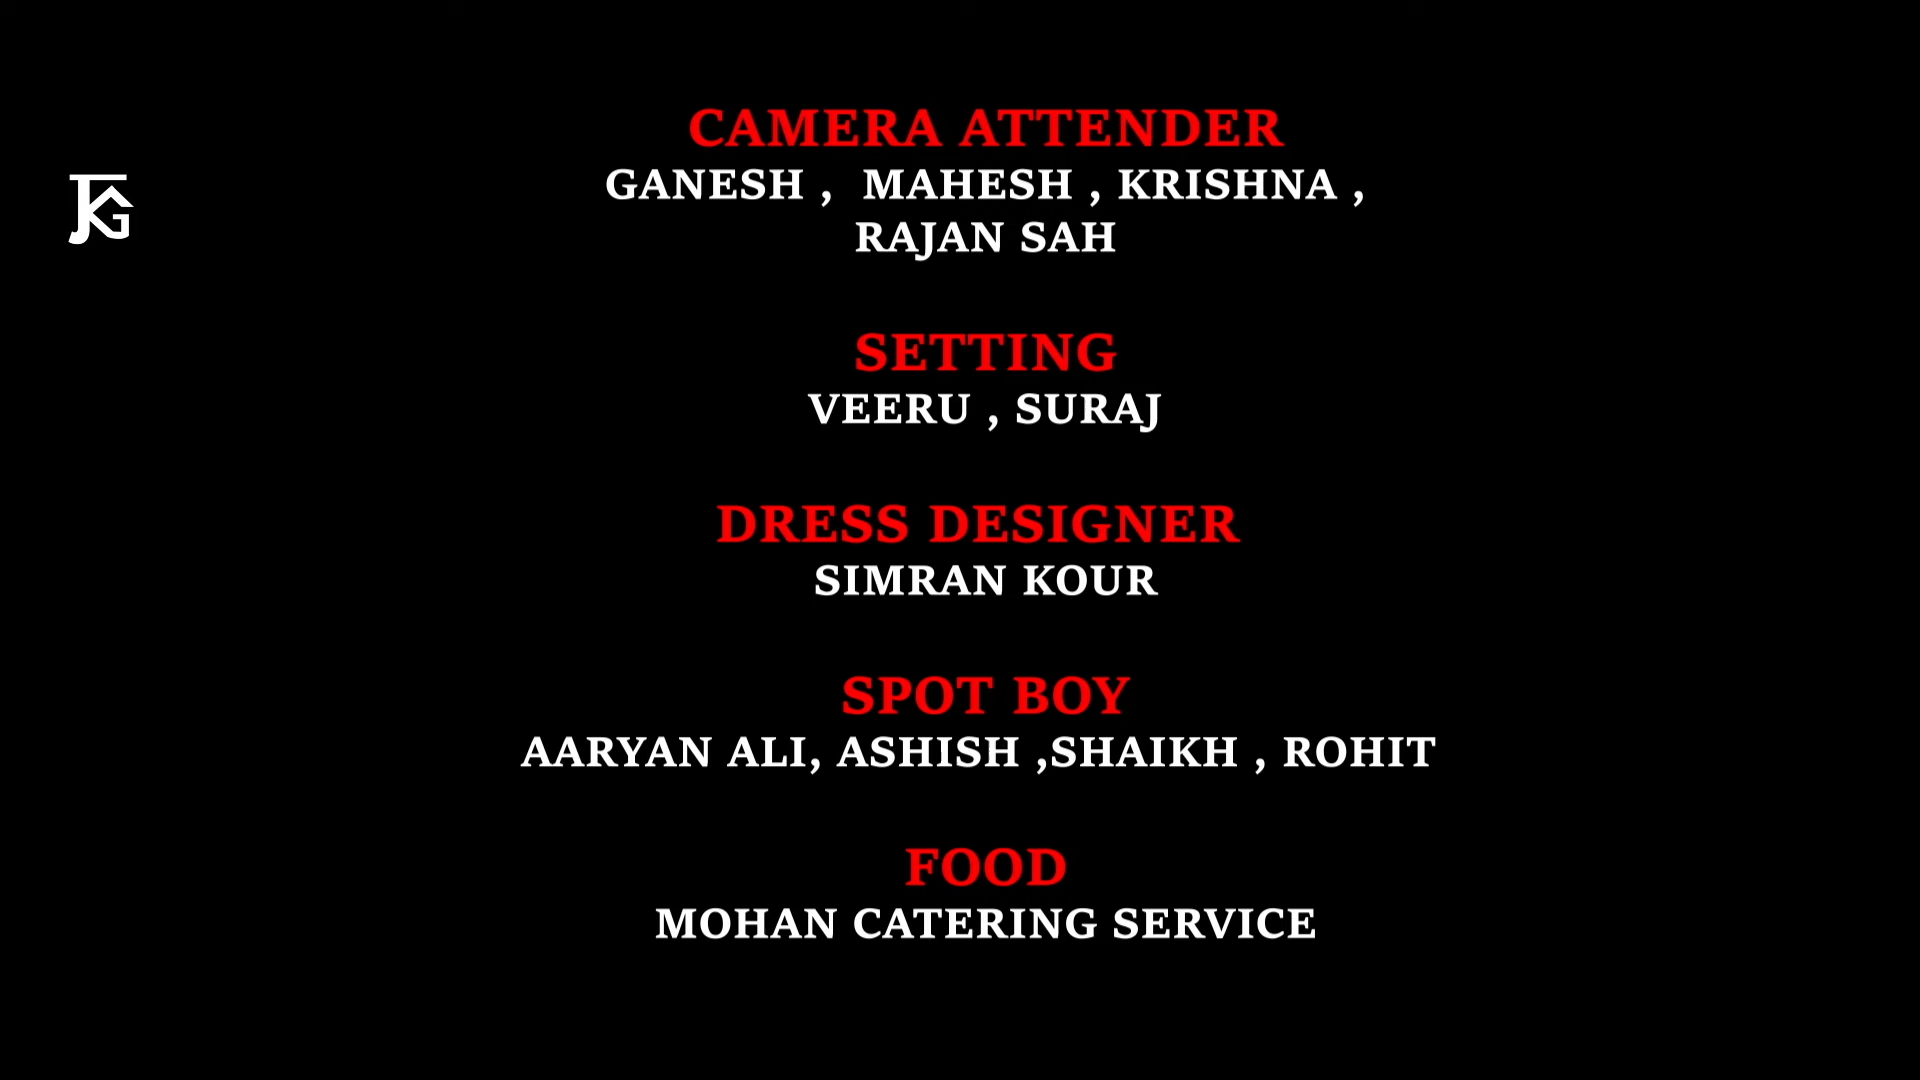 CAMERA ATTENDER
GANESH ,  MAHESH , KRISHNA ,
RAJAN SAH
JKG
SETTING
VEERU , SURAJ
DRESS DESIGNER
SIMRAN KOUR
SPOT BOY
AARYAN ALI, ASHISH ,SHAIKH , ROHIT
FOOD
MOHAN CATERING SERVICE